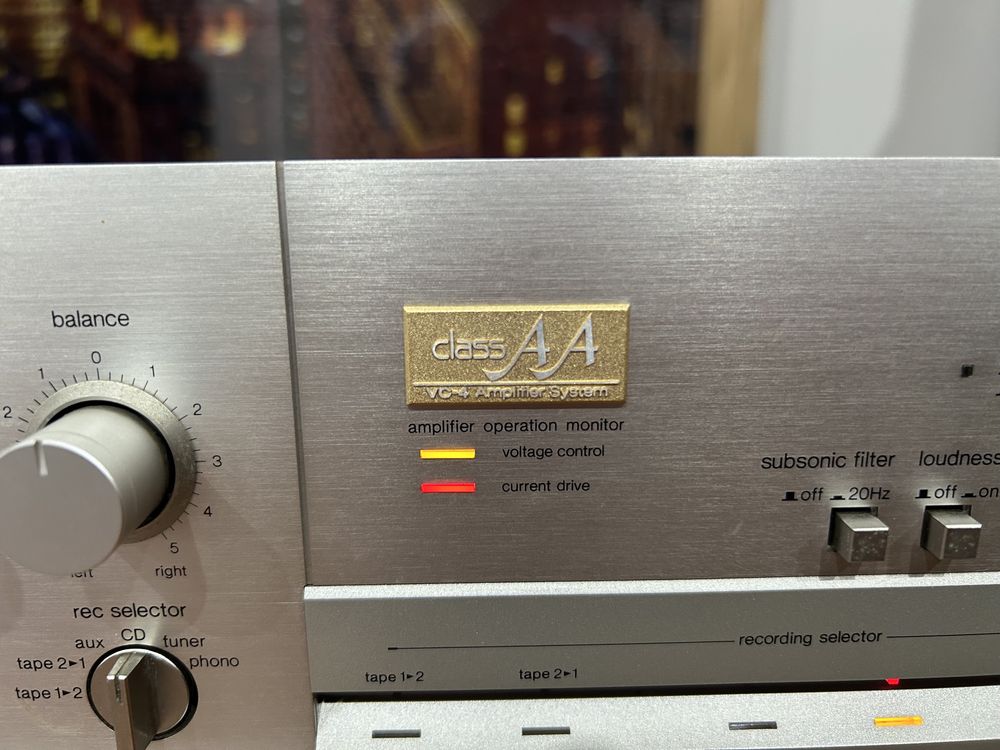 balance
0
1 1
2 2
3
4
5
left right
rec selector
aux CD tuner
tape 2▸1 phono
tape 1▸2
class AA
VC-4 Amplifier System
amplifier operation monitor
voltage control
current drive
subsonic filter loudness
off 20Hz off on
recording selector
tape 1▸2 tape 2▸1